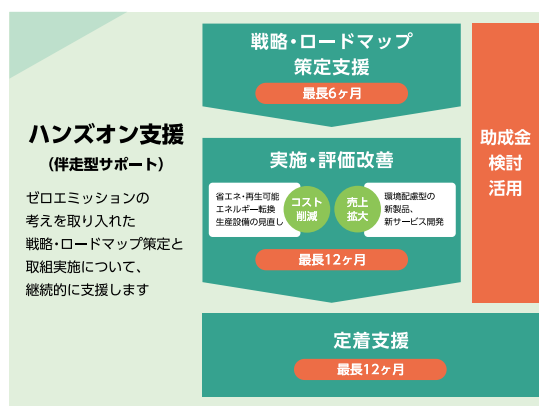 ハンズオン支援
(伴走型サポート)
ゼロエミッションの
考えを取り入れた
戦略・ロードマップ策定と
取組実施について、
継続的に支援します
戦略・ロードマップ
策定支援
最長6ヶ月
実施・評価改善
省エネ・再生可能
エネルギー転換
生産設備の見直し
コスト
削減
売上
拡大
環境配慮型の
新製品、
新サービス開発
最長12ヶ月
定着支援
最長12ヶ月
助成金
検討
活用